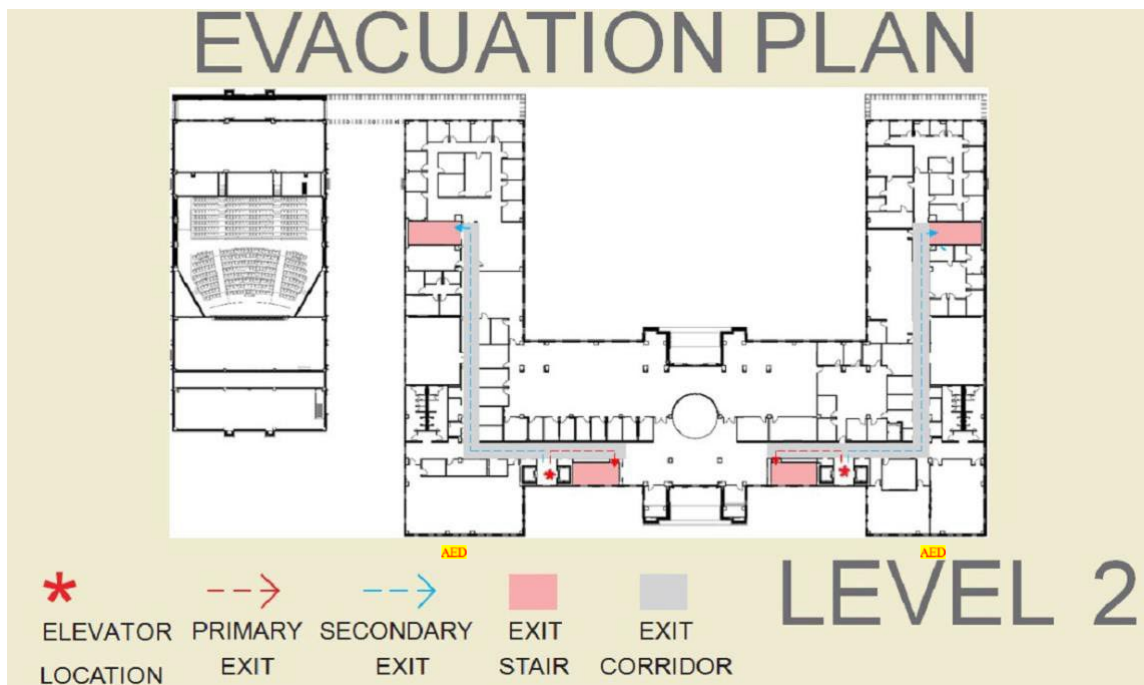 EVACUATION PLAN
AED AED
LEVEL 2
ELEVATOR LOCATION
PRIMARY EXIT
SECONDARY EXIT
EXIT STAIR
EXIT CORRIDOR